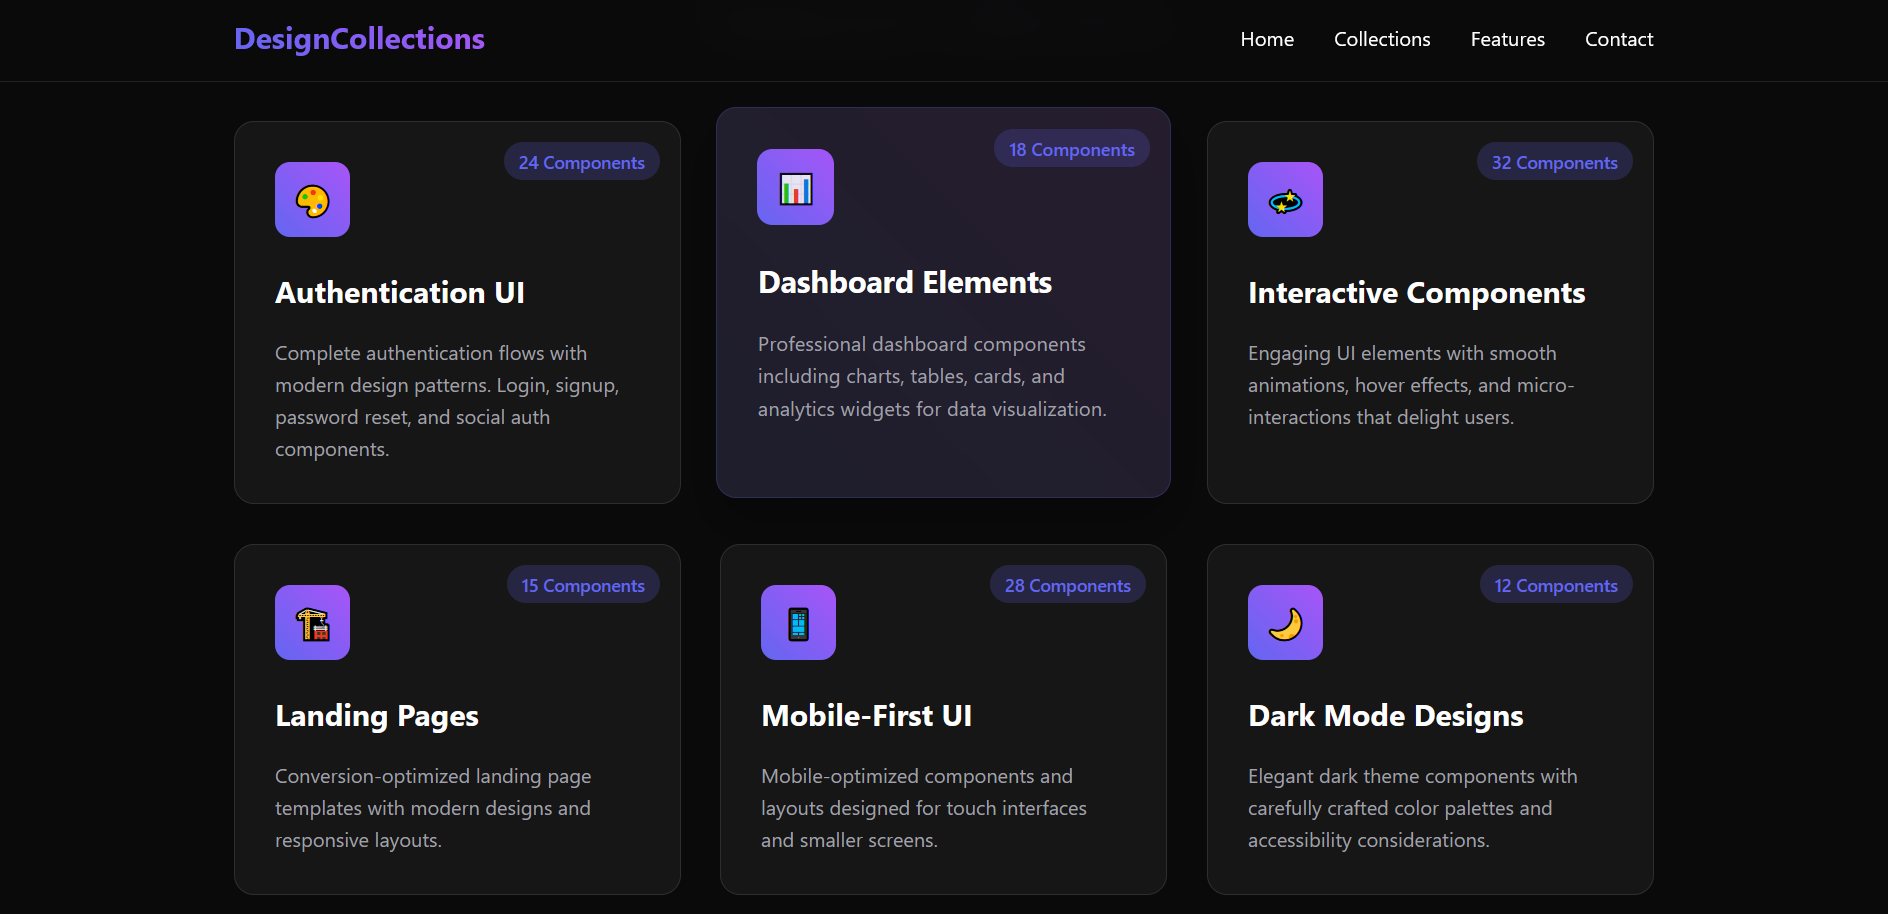 DesignCollections
Home
Collections
Features
Contact
24 Components
Authentication UI
Complete authentication flows with
modern design patterns. Login, signup,
password reset, and social auth
components.
18 Components
Dashboard Elements
Professional dashboard components
including charts, tables, cards, and
analytics widgets for data visualization.
32 Components
Interactive Components
Engaging UI elements with smooth
animations, hover effects, and micro-
interactions that delight users.
15 Components
Landing Pages
Conversion-optimized landing page
templates with modern designs and
responsive layouts.
28 Components
Mobile-First UI
Mobile-optimized components and
layouts designed for touch interfaces
and smaller screens.
12 Components
Dark Mode Designs
Elegant dark theme components with
carefully crafted color palettes and
accessibility considerations.